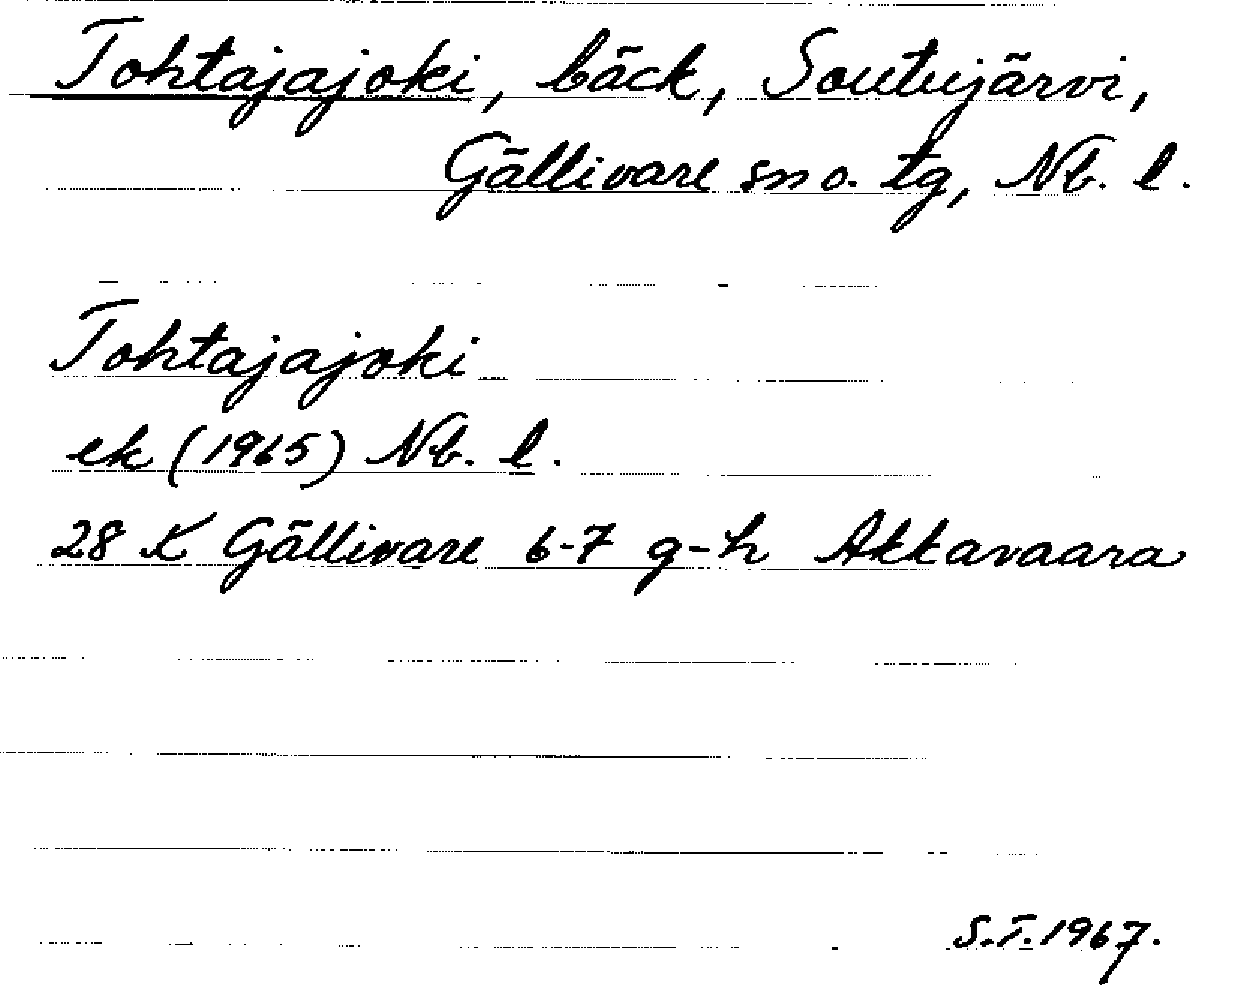 Tohtajajoki, bäck, Soutujärvi,
Gällivare sn o. tg, Nb. l.
Tohtajajoki
ek (1965) Nb. l.
28 K Gällivare 6-7 g-h Akkavaara
S.T. 1967.